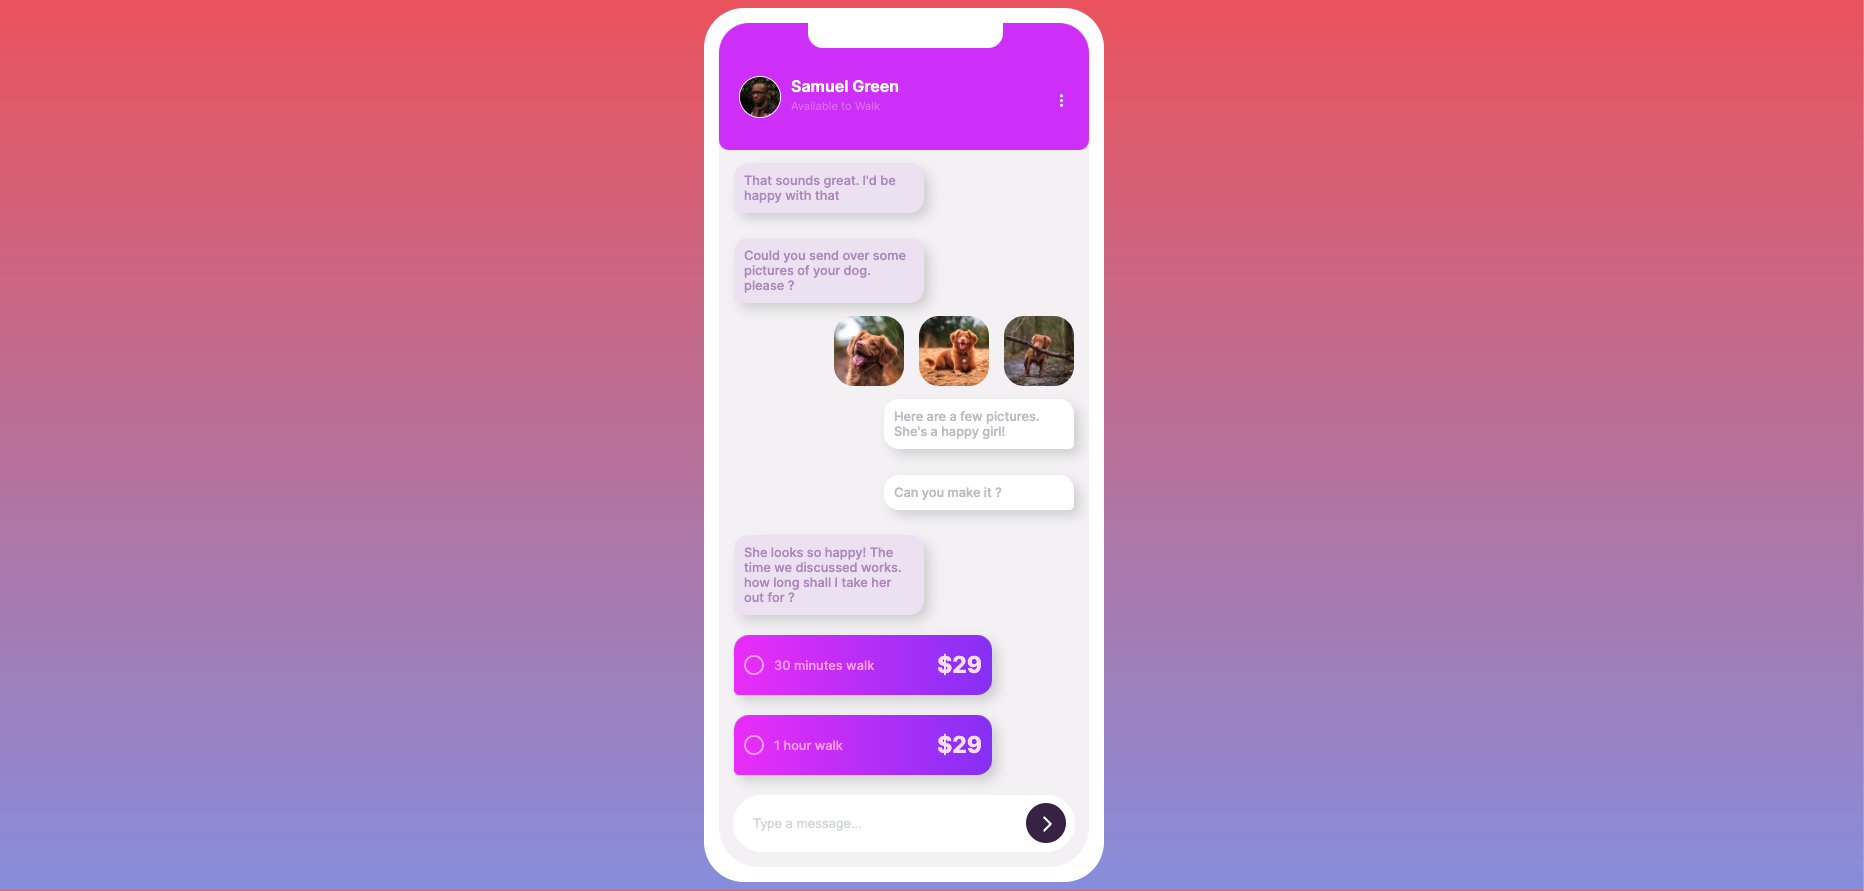 Samuel Green
Available to Walk
That sounds great. I'd be
happy with that
Could you send over some
pictures of your dog.
please ?
Here are a few pictures.
She's a happy girl!
Can you make it ?
She looks so happy! The
time we discussed works.
how long shall I take her
out for ?
30 minutes walk $29
1 hour walk $29
Type a message...